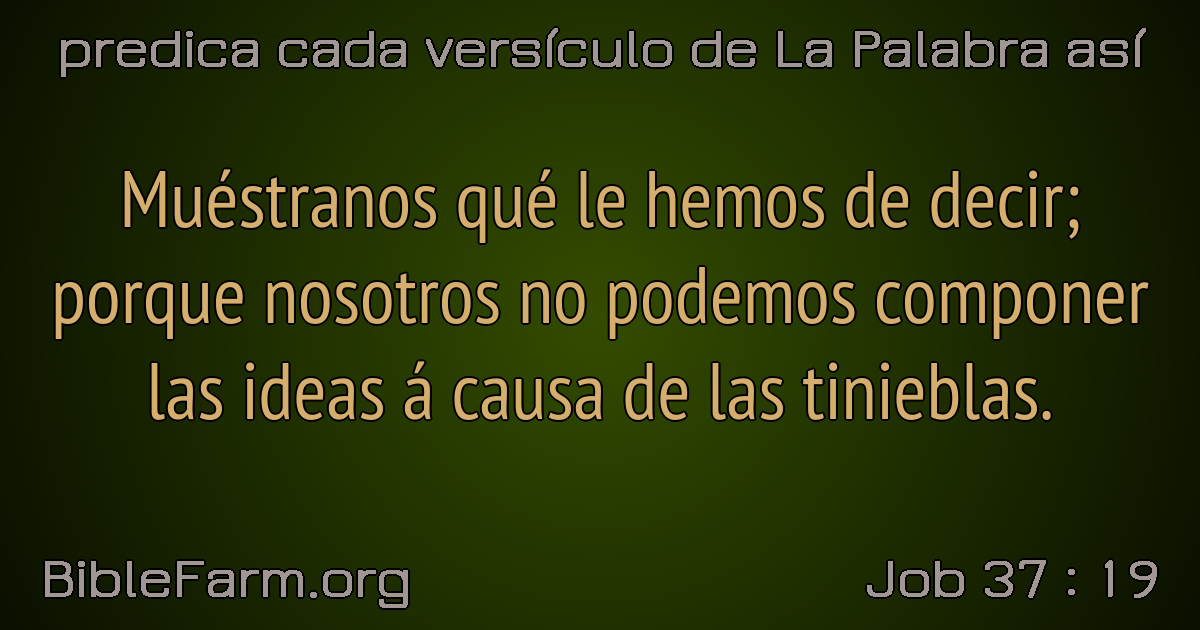 predica cada versículo de La Palabra así
Muéstranos qué le hemos de decir;
porque nosotros no podemos componer
las ideas á causa de las tinieblas.
BibleFarm.org
Job 37 : 19